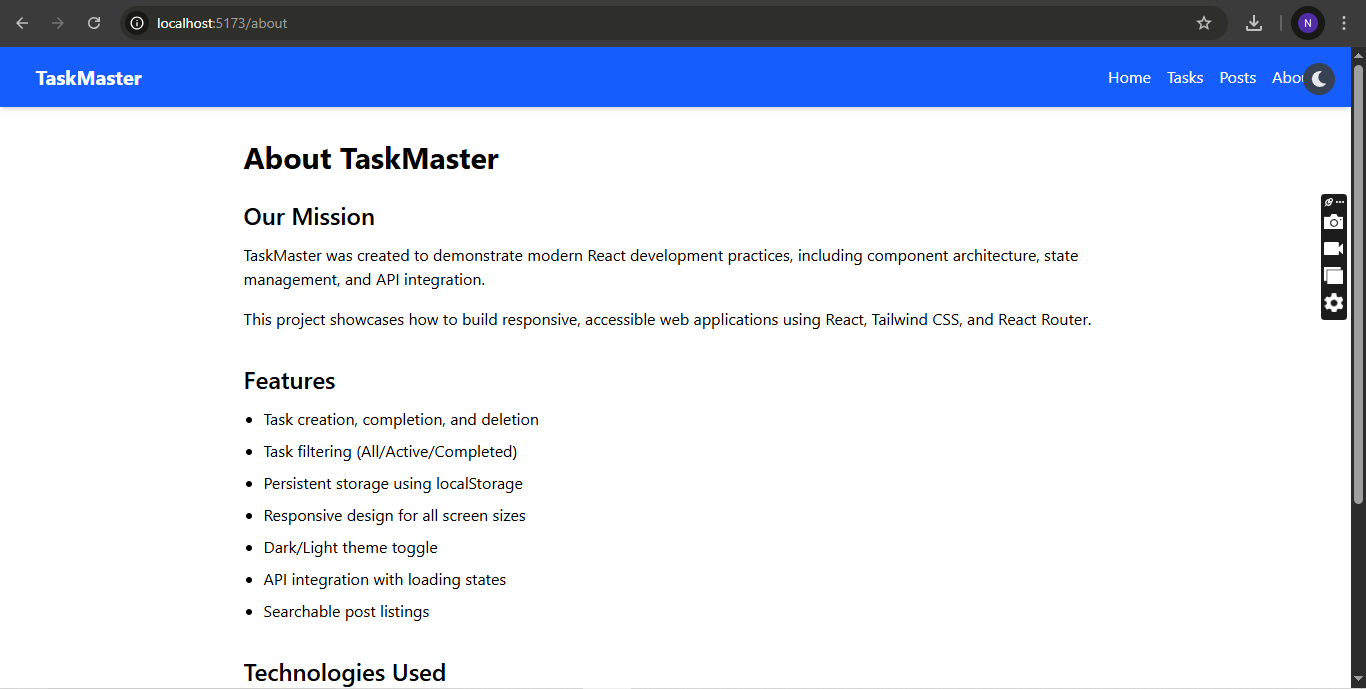 localhost:5173/about
N
TaskMaster
Home Tasks Posts
About TaskMaster
Our Mission
TaskMaster was created to demonstrate modern React development practices, including component architecture, state
management, and API integration.
This project showcases how to build responsive, accessible web applications using React, Tailwind CSS, and React Router.
Features
• Task creation, completion, and deletion
• Task filtering (All/Active/Completed)
• Persistent storage using localStorage
• Responsive design for all screen sizes
• Dark/Light theme toggle
• API integration with loading states
• Searchable post listings
Technologies Used